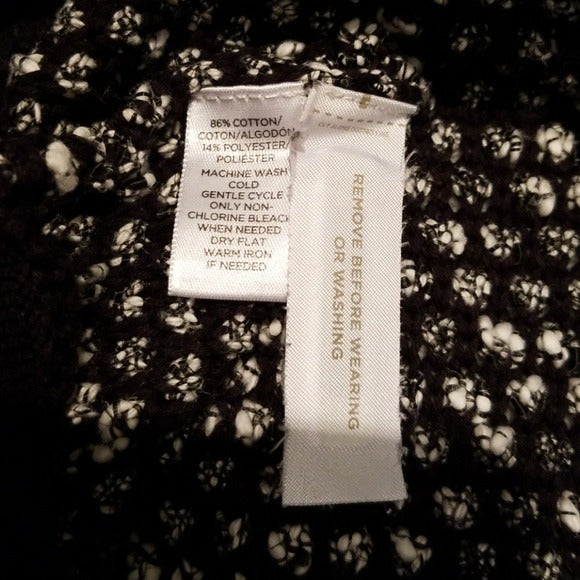 86% COTTON/
COTON/ALGODÓN
14% POLYESTER/
POLIÉSTER
MACHINE WASH
COLD
GENTLE CYCLE
ONLY NON-
CHLORINE BLEACH
WHEN NEEDED
DRY FLAT
WARM IRON
IF NEEDED
REMOVE BEFORE WEARING
OR WASHING